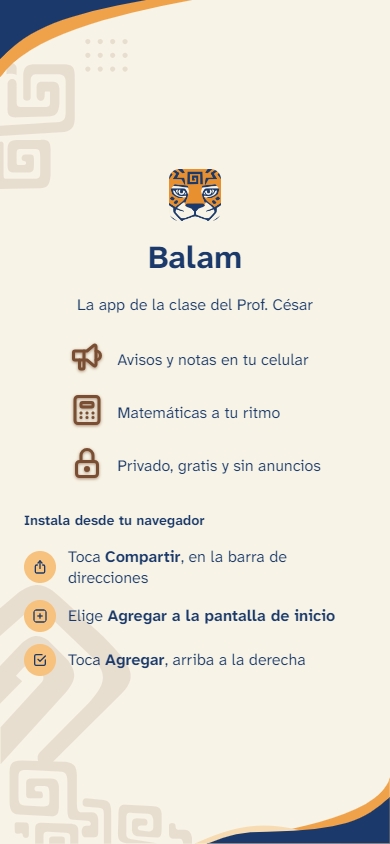 Balam
La app de la clase del Prof. César
Avisos y notas en tu celular
Matemáticas a tu ritmo
Privado, gratis y sin anuncios
Instala desde tu navegador
Toca Compartir, en la barra de
direcciones
Elige Agregar a la pantalla de inicio
Toca Agregar, arriba a la derecha